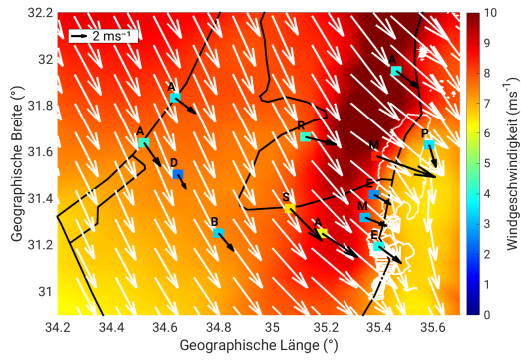 32.2
32
31.8
31.6
31.4
31.2
31
Geographische Breite (°)
2 ms⁻¹
A
A
A
R
M
P
D
S
E
B
A
M
E
34.2
34.4
34.6
34.8
35
35.2
35.4
35.6
Geographische Länge (°)
10
9
8
7
6
5
4
3
2
1
0
Windgeschwindigkeit (ms⁻¹)